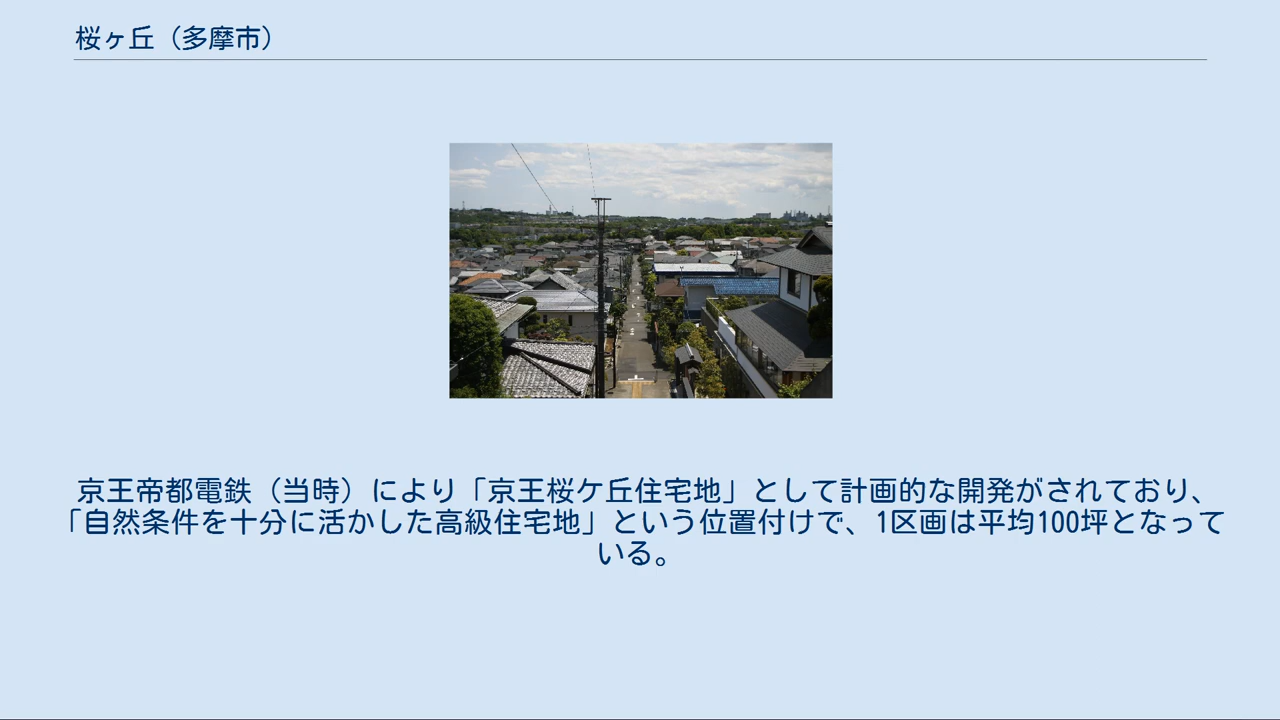 桜ヶ丘（多摩市）
京王帝都電鉄（当時）により「京王桜ケ丘住宅地」として計画的な開発がされており、
「自然条件を十分に活かした高級住宅地」という位置付けで、1区画は平均100坪となって
いる。